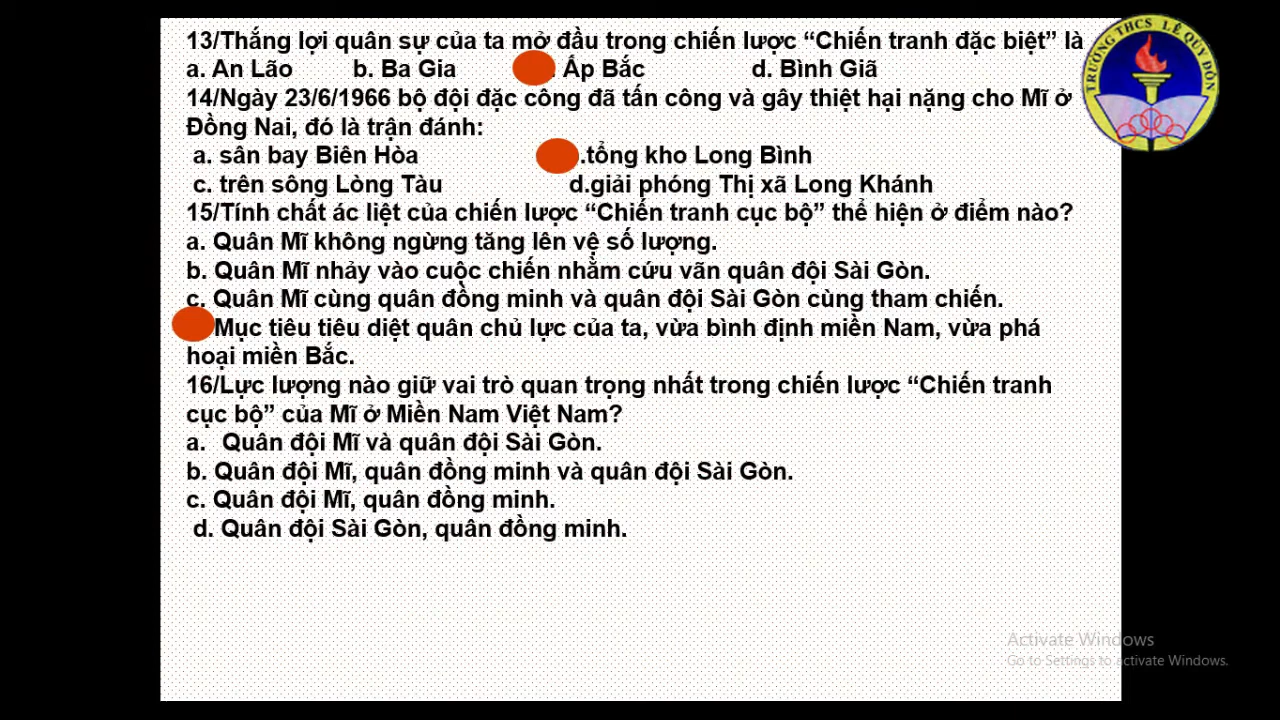 13/Thắng lợi quân sự của ta mở đầu trong chiến lược “Chiến tranh đặc biệt” là
a. An Lão b. Ba Gia Ấp Bắc d. Bình Giã
14/Ngày 23/6/1966 bộ đội đặc công đã tấn công và gây thiệt hại nặng cho Mĩ ở
Đồng Nai, đó là trận đánh:
a. sân bay Biên Hòa .tổng kho Long Bình
c. trên sông Lòng Tàu d.giải phóng Thị xã Long Khánh
15/Tính chất ác liệt của chiến lược “Chiến tranh cục bộ” thể hiện ở điểm nào?
a. Quân Mĩ không ngừng tăng lên về số lượng.
b. Quân Mĩ nhảy vào cuộc chiến nhằm cứu vãn quân đội Sài Gòn.
c. Quân Mĩ cùng quân đồng minh và quân đội Sài Gòn cùng tham chiến.
Mục tiêu tiêu diệt quân chủ lực của ta, vừa bình định miền Nam, vừa phá
hoại miền Bắc.
16/Lực lượng nào giữ vai trò quan trọng nhất trong chiến lược “Chiến tranh
cục bộ” của Mĩ ở Miền Nam Việt Nam?
a. Quân đội Mĩ và quân đội Sài Gòn.
b. Quân đội Mĩ, quân đồng minh và quân đội Sài Gòn.
c. Quân đội Mĩ, quân đồng minh.
d. Quân đội Sài Gòn, quân đồng minh.
TRƯỜNG THCS LÊ QUÝ ĐÔN
Activate Windows
Go to Settings to activate Windows.